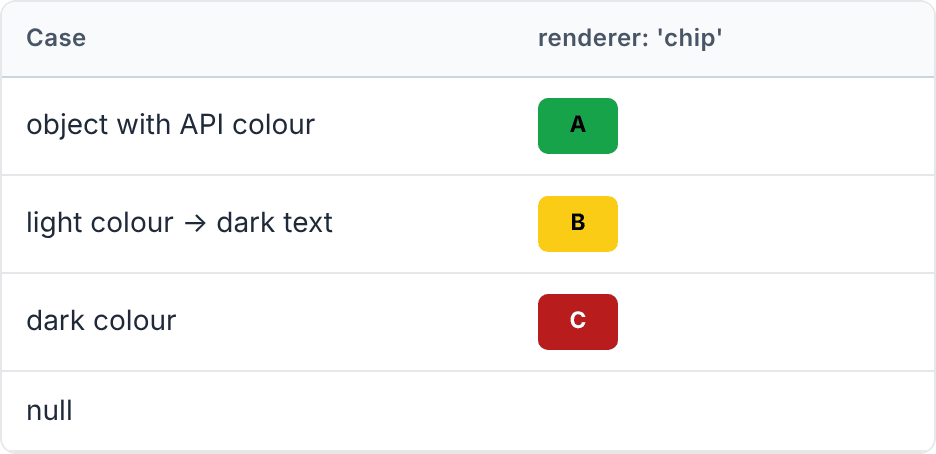 Case renderer: 'chip'
object with API colour A
light colour → dark text B
dark colour C
null